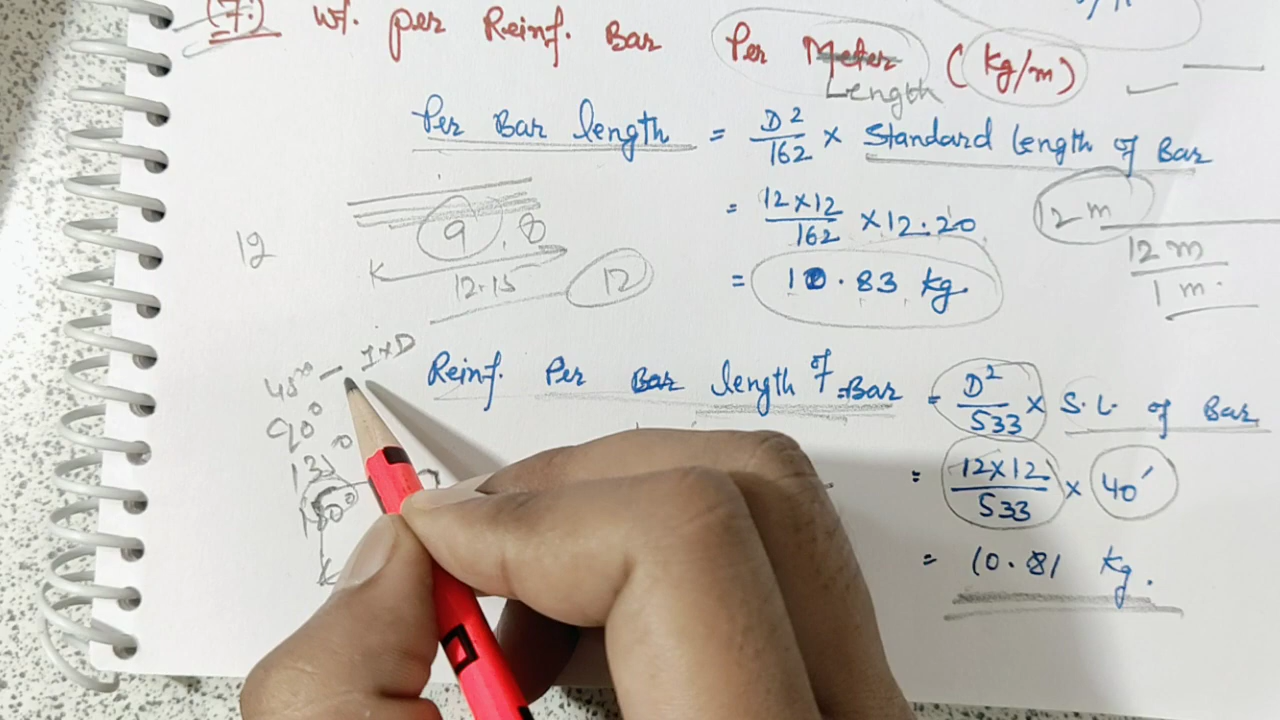 (7.) Wt. per Reinf. Bar Per Meter (kg/m)
Length
Per Bar length = D²/162 × Standard length of Bar
= 12×12/162 × 12.20
12 m
12 m / 1 m.
9.8
12
12.15
12
= 10.83 kg.
45° - 1×D
90°
135°
180°
Reinf. Per Bar length of Bar = D²/533 × S.L. of Bar
= 12×12/533 × 40′
= 10.81 kg.